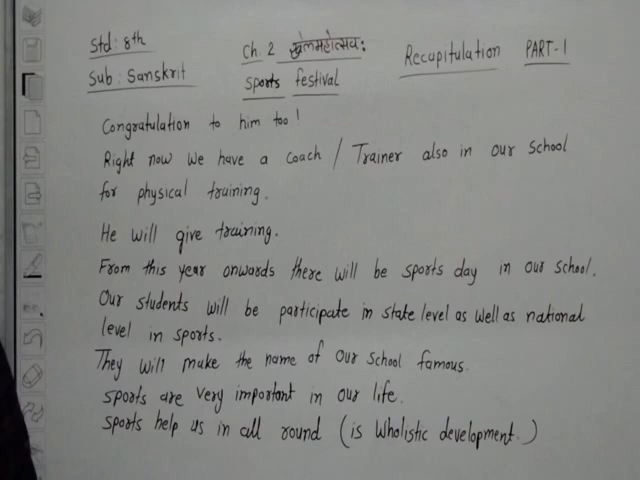 Std: 8th
Ch. 2 खेलमहोत्सवः
Recapitulation PART-1
Sub: Sanskrit
sports festival
Congratulation to him too!
Right now we have a coach / Trainer also in our school
for physical training.
He will give training.
From this year onwards there will be sports day in our school.
Our students will be participate in state level as well as national
level in sports.
They will make the name of our school famous.
sports are very important in our life.
sports help us in all round (is wholistic development.)